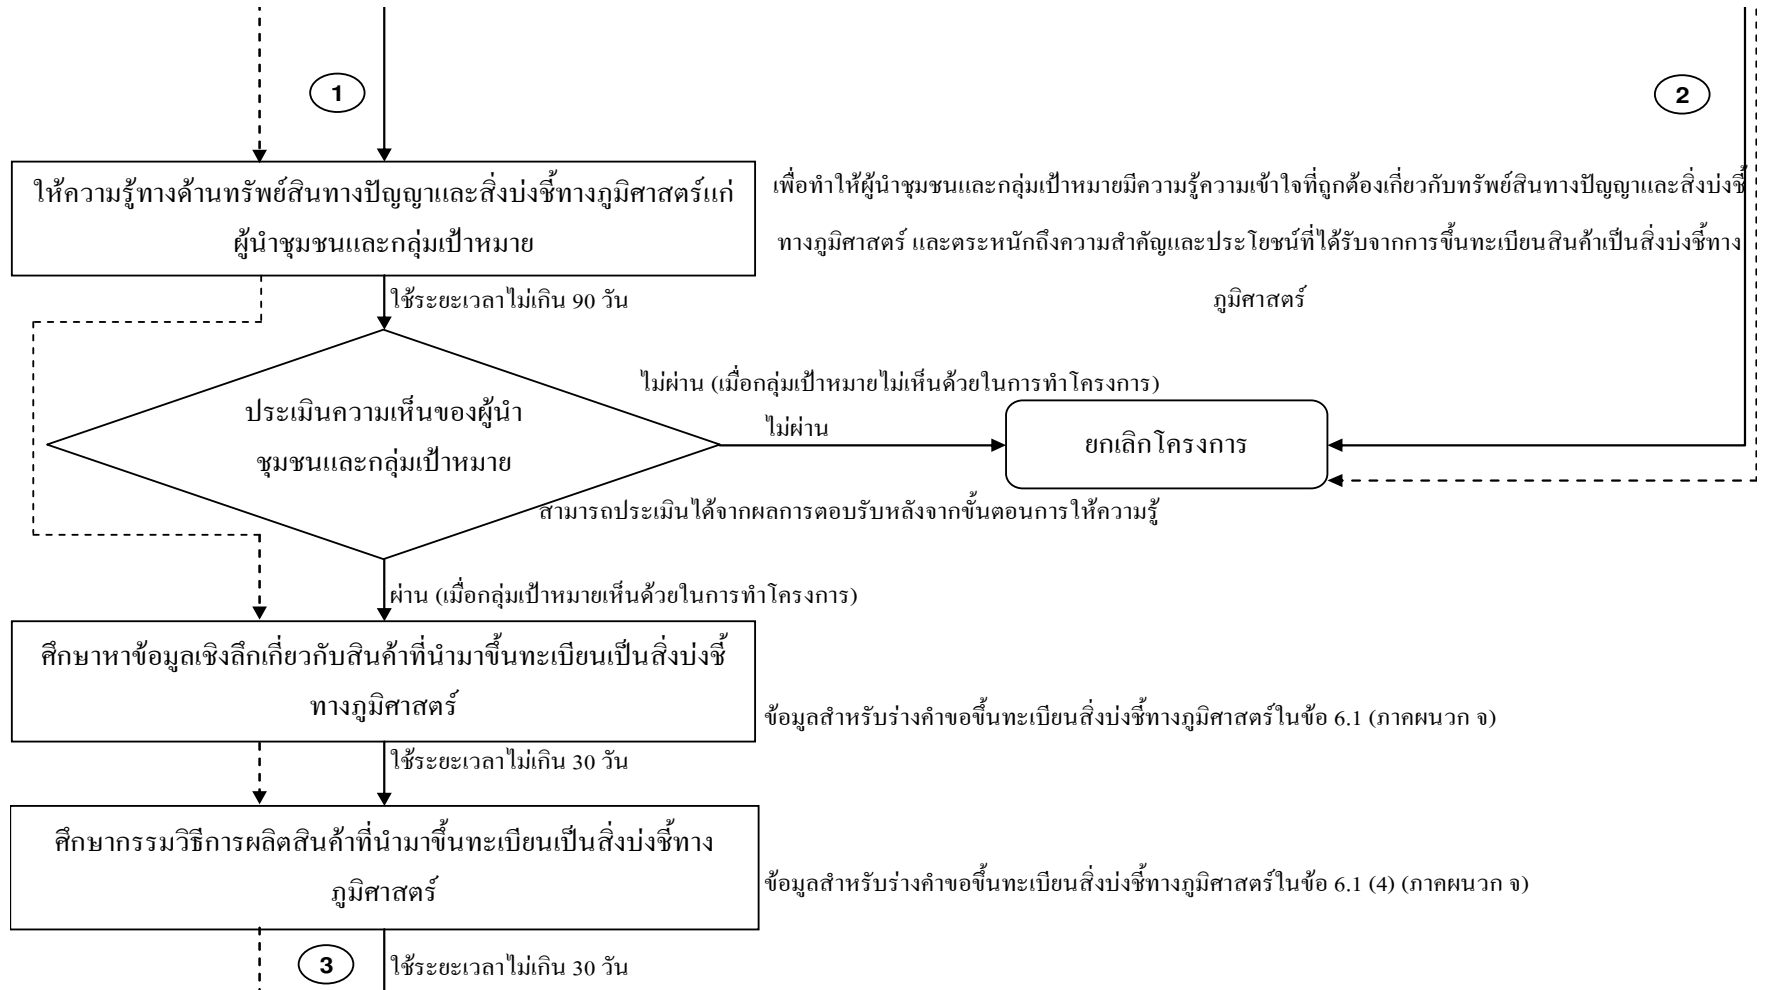 1
2
ให้ความรู้ทางด้านทรัพย์สินทางปัญญาและสิ่งบ่งชี้ทางภูมิศาสตร์แก่
ผู้นำชุมชนและกลุ่มเป้าหมาย
เพื่อทำให้ผู้นำชุมชนและกลุ่มเป้าหมายมีความรู้ความเข้าใจที่ถูกต้องเกี่ยวกับทรัพย์สินทางปัญญาและสิ่งบ่งชี้
ทางภูมิศาสตร์ และตระหนักถึงความสำคัญและประโยชน์ที่ได้รับจากการขึ้นทะเบียนสินค้าเป็นสิ่งบ่งชี้ทาง
ภูมิศาสตร์
ใช้ระยะเวลาไม่เกิน 90 วัน
ประเมินความเห็นของผู้นำ
ชุมชนและกลุ่มเป้าหมาย
ไม่ผ่าน (เมื่อกลุ่มเป้าหมายไม่เห็นด้วยในการทำโครงการ)
ไม่ผ่าน
ยกเลิกโครงการ
สามารถประเมินได้จากผลการตอบรับหลังจากขั้นตอนการให้ความรู้
ผ่าน (เมื่อกลุ่มเป้าหมายเห็นด้วยในการทำโครงการ)
ศึกษาหาข้อมูลเชิงลึกเกี่ยวกับสินค้าที่นำมาขึ้นทะเบียนเป็นสิ่งบ่งชี้
ทางภูมิศาสตร์
ข้อมูลสำหรับร่างคำขอขึ้นทะเบียนสิ่งบ่งชี้ทางภูมิศาสตร์ในข้อ 6.1 (ภาคผนวก จ)
ใช้ระยะเวลาไม่เกิน 30 วัน
ศึกษากรรมวิธีการผลิตสินค้าที่นำมาขึ้นทะเบียนเป็นสิ่งบ่งชี้ทาง
ภูมิศาสตร์
ข้อมูลสำหรับร่างคำขอขึ้นทะเบียนสิ่งบ่งชี้ทางภูมิศาสตร์ในข้อ 6.1 (4) (ภาคผนวก จ)
3
ใช้ระยะเวลาไม่เกิน 30 วัน